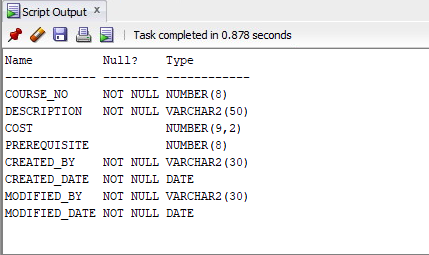 Script Output x
Task completed in 0.878 seconds
Name          Null?    Type
------------- -------- -------------
COURSE_NO     NOT NULL NUMBER(8)
DESCRIPTION   NOT NULL VARCHAR2(50)
COST                   NUMBER(9,2)
PREREQUISITE           NUMBER(8)
CREATED_BY    NOT NULL VARCHAR2(30)
CREATED_DATE  NOT NULL DATE
MODIFIED_BY   NOT NULL VARCHAR2(30)
MODIFIED_DATE NOT NULL DATE